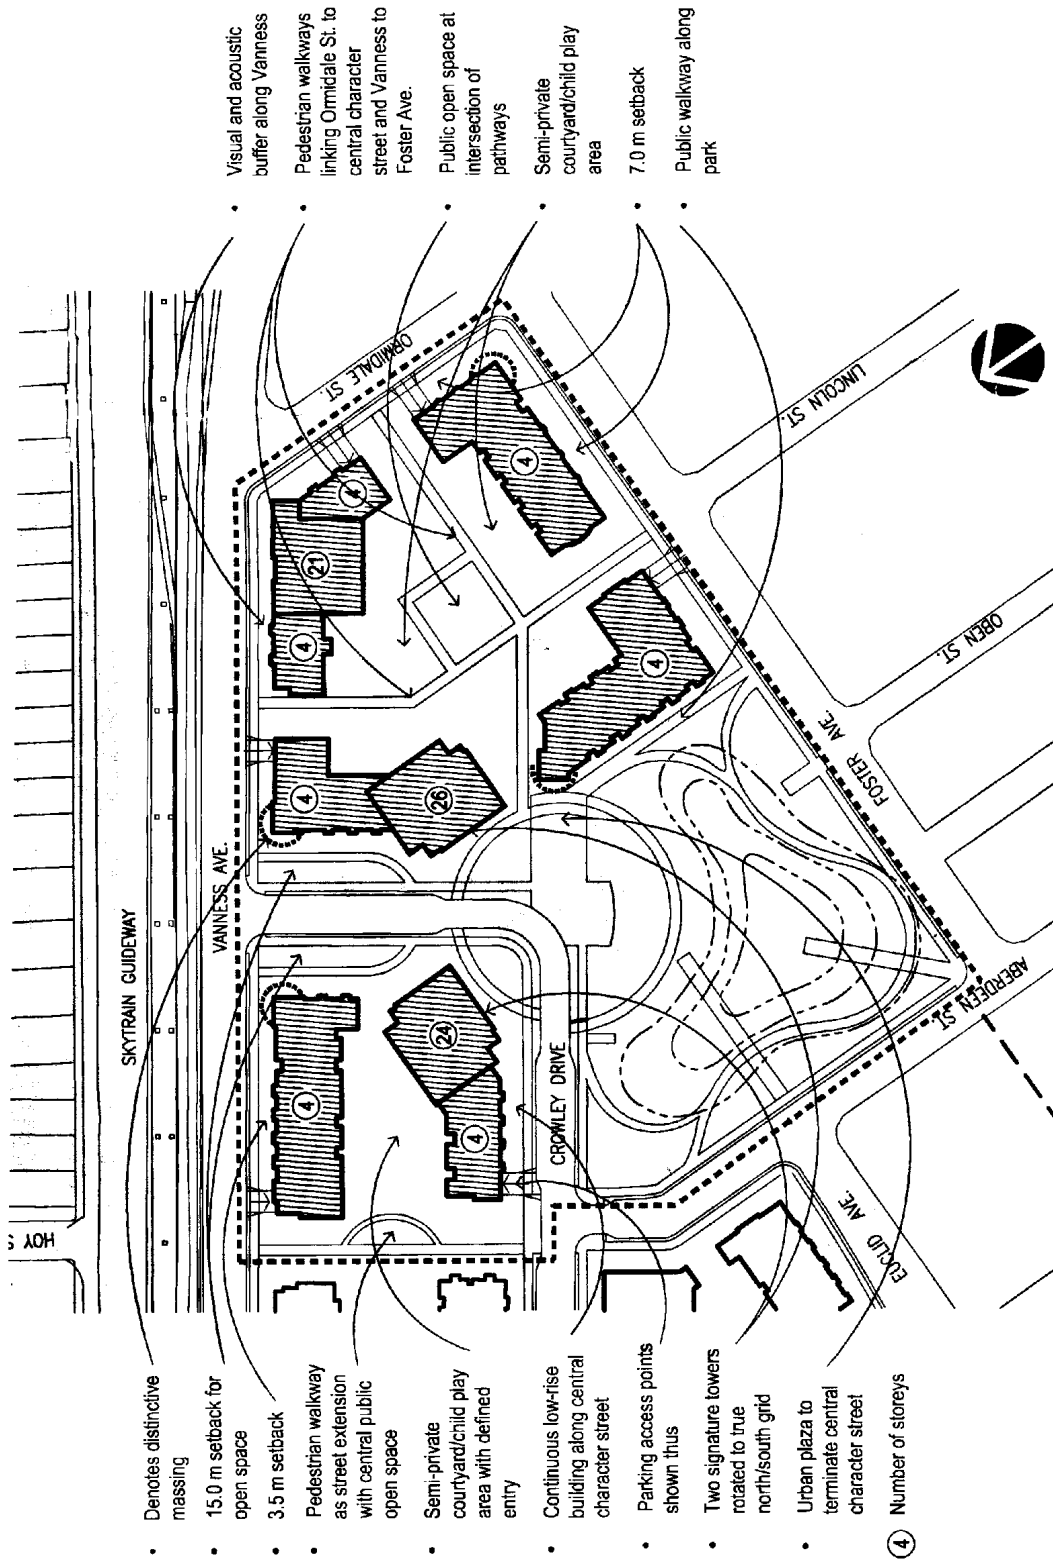 • Visual and acoustic
buffer along Vanness
• Pedestrian walkways
linking Ormidale St. to
central character
street and Vanness to
Foster Ave.
• Public open space at
intersection of
pathways
• Semi-private
courtyard/child play
area
• 7.0 m setback
• Public walkway along
park
HOY S
SKYTRAIN GUIDEWAY
VANNESS AVE.
ORMIDALE ST.
LINCOLN ST.
OBEN ST.
FOSTER AVE.
ABERDEEN ST.
EUCLID AVE.
CROWLEY DRIVE
4
21
4
4
4
4
26
4
24
4
• Denotes distinctive
massing
• 15.0 m setback for
open space
• 3.5 m setback
• Pedestrian walkway
as street extension
with central public
open space
• Semi-private
courtyard/child play
area with defined
entry
• Continuous low-rise
building along central
character street
• Parking access points
shown thus
• Two signature towers
rotated to true
north/south grid
• Urban plaza to
terminate central
character street
4 Number of storeys